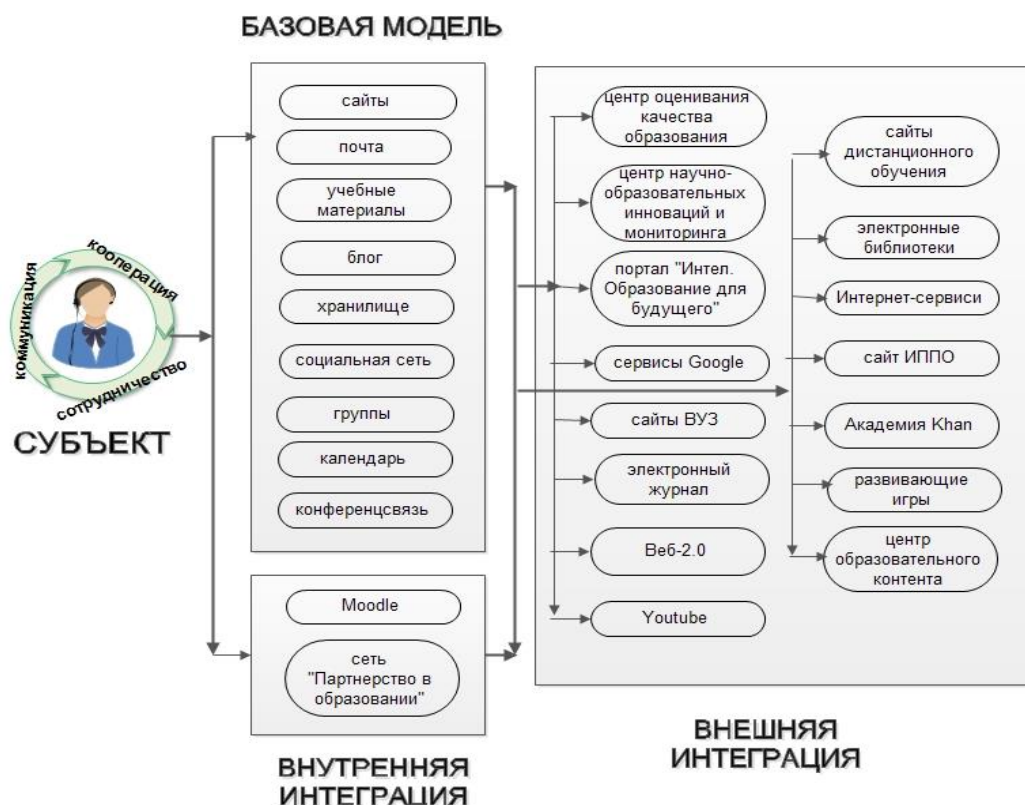 БАЗОВАЯ МОДЕЛЬ
сайты
почта
учебные
материалы
блог
хранилище
социальная сеть
группы
календарь
конференцсвязь
коммуникация
кооперация
сотрудничество
СУБЪЕКТ
Moodle
сеть
"Партнерство в
образовании"
ВНУТРЕННЯЯ
ИНТЕГРАЦИЯ
центр оценивания
качества
образования
центр научно-
образовательных
инноваций и
мониторинга
портал "Интел.
Образование для
будущего"
сервисы Google
сайты ВУЗ
электронный
журнал
Веб-2.0
Youtube
сайты
дистанционного
обучения
электронные
библиотеки
Интернет-сервиси
сайт ИППО
Академия Khan
развивающие
игры
центр
образовательного
контента
ВНЕШНЯЯ
ИНТЕГРАЦИЯ